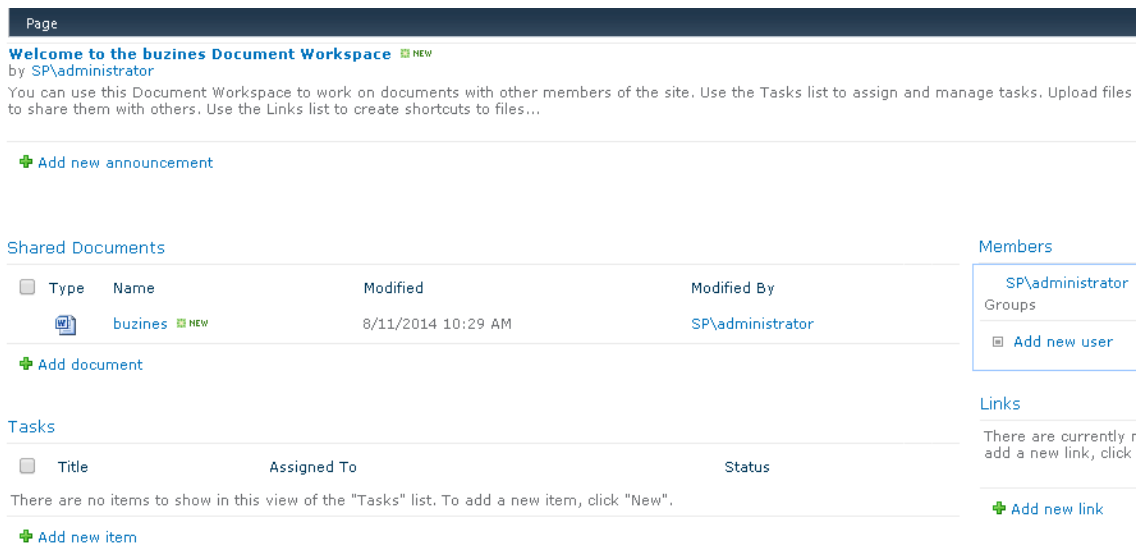 Page
Welcome to the buzines Document Workspace NEW
by SP\administrator
You can use this Document Workspace to work on documents with other members of the site. Use the Tasks list to assign and manage tasks. Upload files
to share them with others. Use the Links list to create shortcuts to files...
Add new announcement
Shared Documents
Type Name Modified Modified By
buzines NEW 8/11/2014 10:29 AM SP\administrator
Add document
Tasks
Title Assigned To Status
There are no items to show in this view of the "Tasks" list. To add a new item, click "New".
Add new item
Members
SP\administrator
Groups
Add new user
Links
There are currently
add a new link, click
Add new link